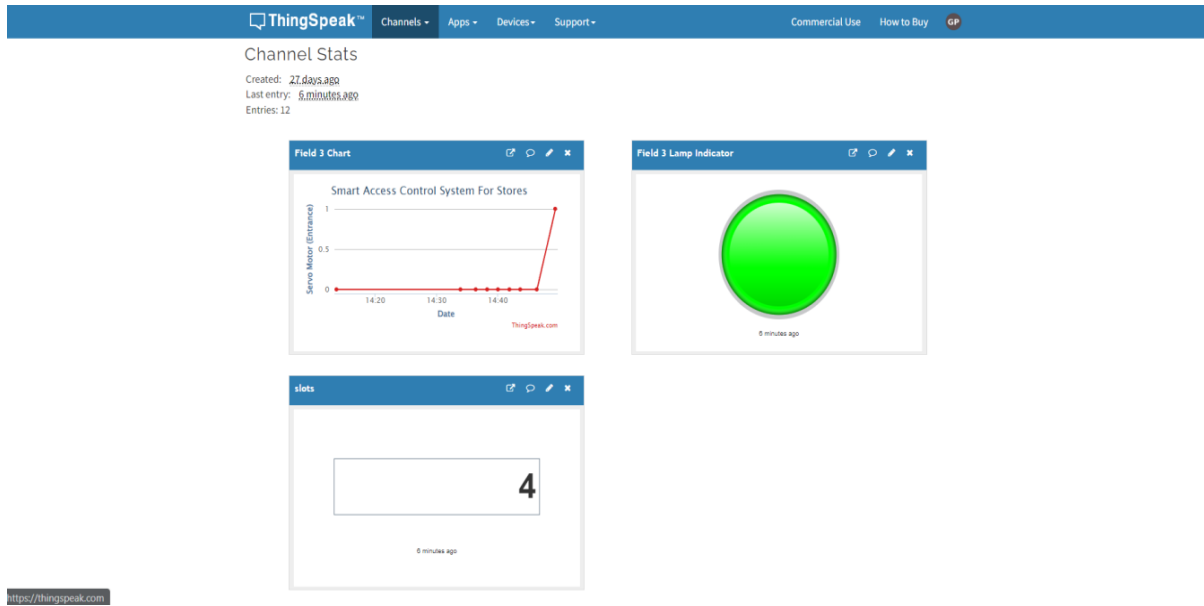 ThingSpeak™ Channels Apps Devices Support Commercial Use How to Buy GP
Channel Stats
Created: 27 days ago
Last entry: 6 minutes ago
Entries: 12
Field 3 Chart
Smart Access Control System For Stores
Servo Motor (Entrance)
1
0.5
0
14:20 14:30 14:40
Date
ThingSpeak.com
Field 3 Lamp Indicator
6 minutes ago
slots
4
6 minutes ago
https://thingspeak.com